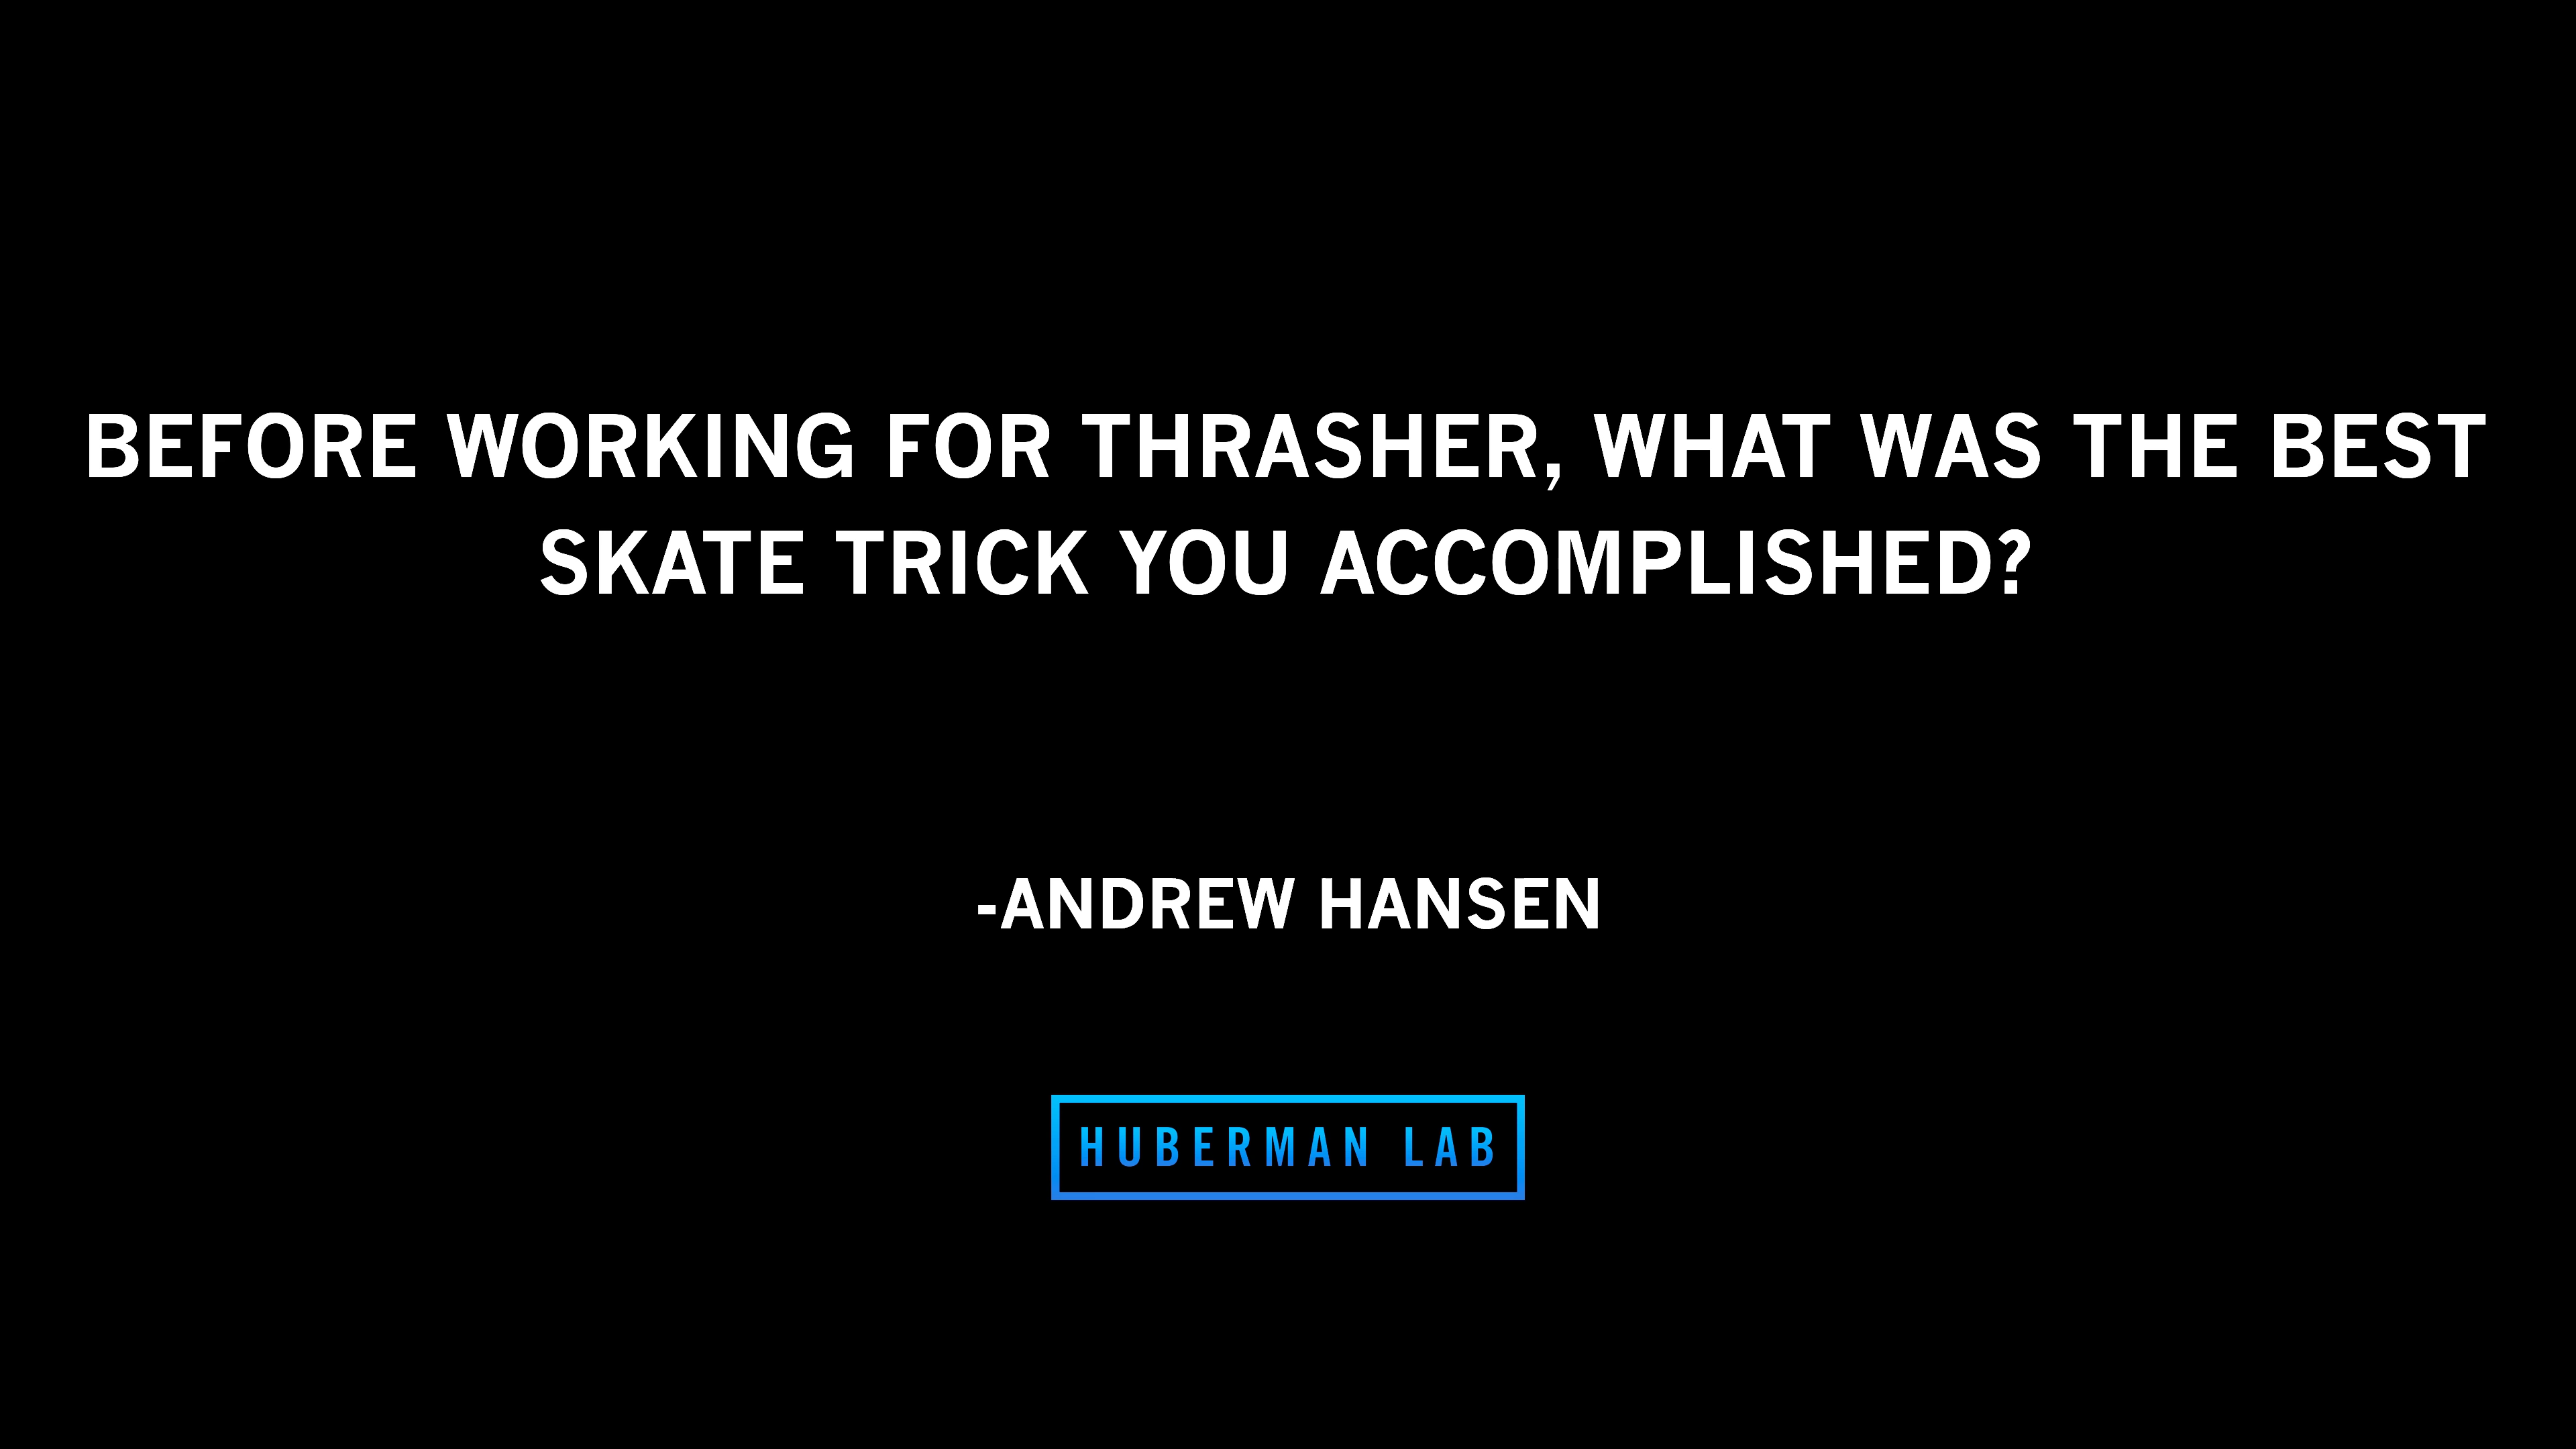 BEFORE WORKING FOR THRASHER, WHAT WAS THE BEST
SKATE TRICK YOU ACCOMPLISHED?
-ANDREW HANSEN
HUBERMAN LAB